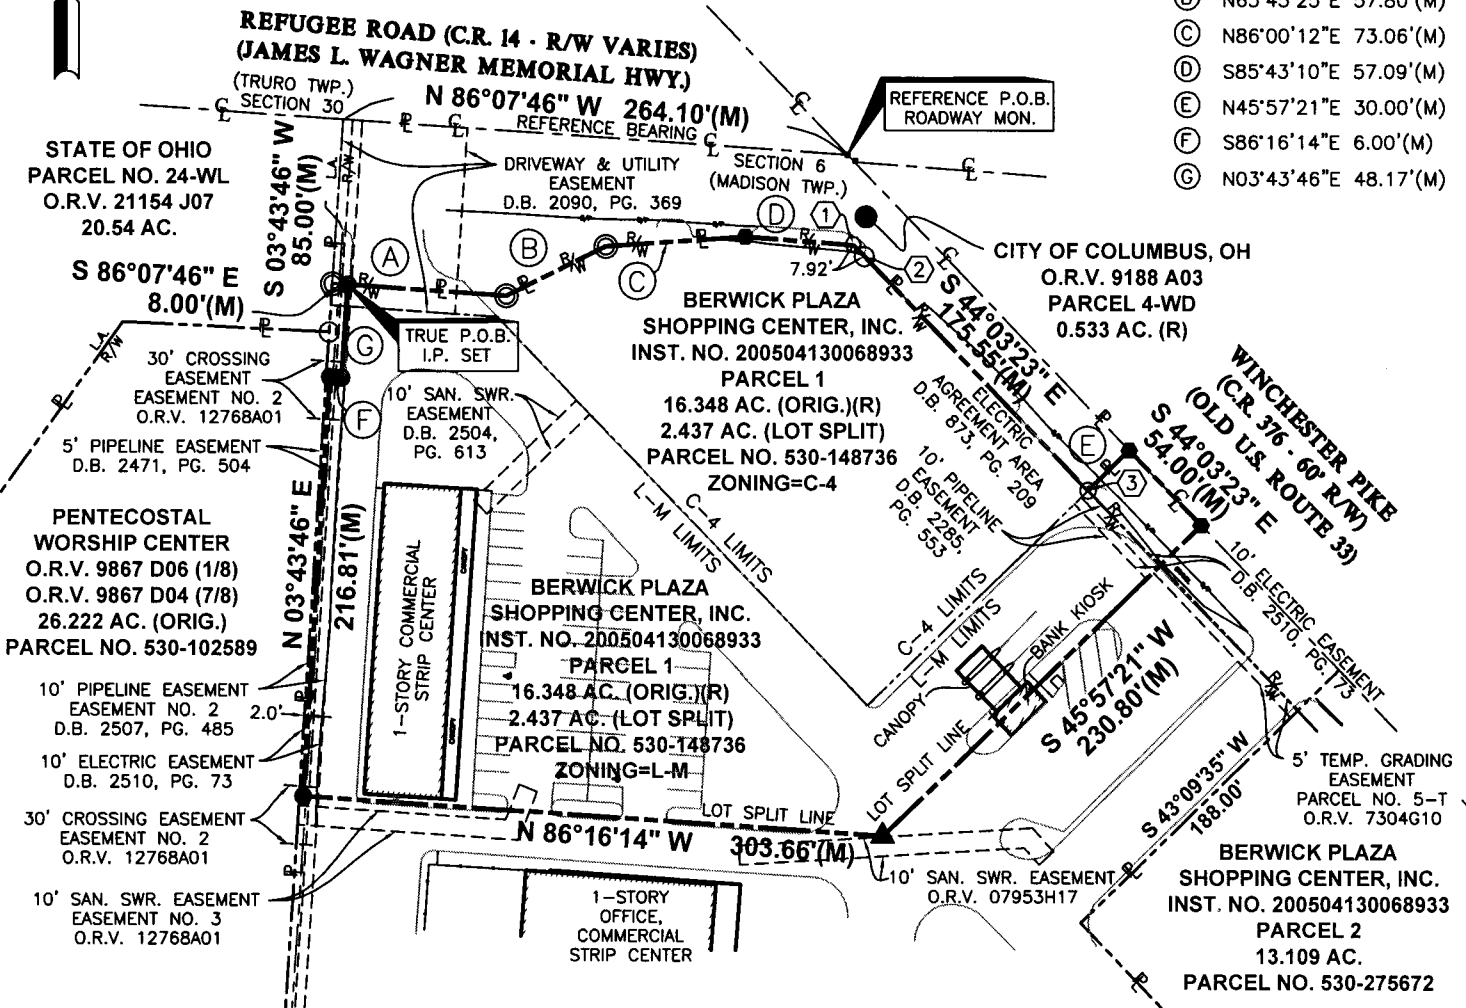 REFUGEE ROAD (C.R. 14 - R/W VARIES)
(JAMES L. WAGNER MEMORIAL HWY.)
(TRURO TWP.)
SECTION 30
N 86°07'46" W 264.10'(M)
REFERENCE BEARING
REFERENCE P.O.B.
ROADWAY MON.
N63°43'25"E 57.80'(M)
C N86°00'12"E 73.06'(M)
D S85°43'10"E 57.09'(M)
E N45°57'21"E 30.00'(M)
F S86°16'14"E 6.00'(M)
G N03°43'46"E 48.17'(M)
STATE OF OHIO
PARCEL NO. 24-WL
O.R.V. 21154 J07
20.54 AC.
S 03°43'46" W
85.00'(M)
LA
R/W
DRIVEWAY & UTILITY
EASEMENT
D.B. 2090, PG. 369
SECTION 6
(MADISON TWP.)
S 86°07'46" E
8.00'(M)
A
B
C
D
1
2
7.92'
CITY OF COLUMBUS, OH
O.R.V. 9188 A03
PARCEL 4-WD
0.533 AC. (R)
TRUE P.O.B.
I.P. SET
G
F
BERWICK PLAZA
SHOPPING CENTER, INC.
INST. NO. 200504130068933
PARCEL 1
16.348 AC. (ORIG.)(R)
2.437 AC. (LOT SPLIT)
PARCEL NO. 530-148736
ZONING=C-4
S 44°03'23" E
175.55'(M)
LA
R/W
30' CROSSING
EASEMENT
EASEMENT NO. 2
O.R.V. 12768A01
5' PIPELINE EASEMENT
D.B. 2471, PG. 504
10' SAN. SWR.
EASEMENT
D.B. 2504,
PG. 613
ELECTRIC
AGREEMENT AREA
D.B. 873, PG. 209
10' PIPELINE
EASEMENT
D.B. 2285,
PG. 553
E
3
S 44°03'23" E
54.00'(M)
WINCHESTER PIKE
(C.R. 376 - 60' R/W)
(OLD U.S. ROUTE 33)
PENTECOSTAL
WORSHIP CENTER
O.R.V. 9867 D06 (1/8)
O.R.V. 9867 D04 (7/8)
26.222 AC. (ORIG.)
PARCEL NO. 530-102589
N 03°43'46" E
216.81'(M)
1-STORY COMMERCIAL
STRIP CENTER
CANOPY
CANOPY
C-4 LIMITS
L-M LIMITS
C-4 LIMITS
L-M LIMITS
BERWICK PLAZA
SHOPPING CENTER, INC.
INST. NO. 200504130068933
PARCEL 1
16.348 AC. (ORIG.)(R)
2.437 AC. (LOT SPLIT)
PARCEL NO. 530-148736
ZONING=L-M
BANK KIOSK
CANOPY
LOT SPLIT LINE
S 45°57'21" W
230.80'(M)
10' ELECTRIC EASEMENT
D.B. 2510, PG. 73
10' PIPELINE EASEMENT
EASEMENT NO. 2
D.B. 2507, PG. 485
2.0'
10' ELECTRIC EASEMENT
D.B. 2510, PG. 73
30' CROSSING EASEMENT
EASEMENT NO. 2
O.R.V. 12768A01
10' SAN. SWR. EASEMENT
EASEMENT NO. 3
O.R.V. 12768A01
LOT SPLIT LINE
N 86°16'14" W 303.66'(M)
10' SAN. SWR. EASEMENT
O.R.V. 07953H17
1-STORY
OFFICE,
COMMERCIAL
STRIP CENTER
S 43°09'35" W
188.00'
5' TEMP. GRADING
EASEMENT
PARCEL NO. 5-T
O.R.V. 7304G10
BERWICK PLAZA
SHOPPING CENTER, INC.
INST. NO. 200504130068933
PARCEL 2
13.109 AC.
PARCEL NO. 530-275672